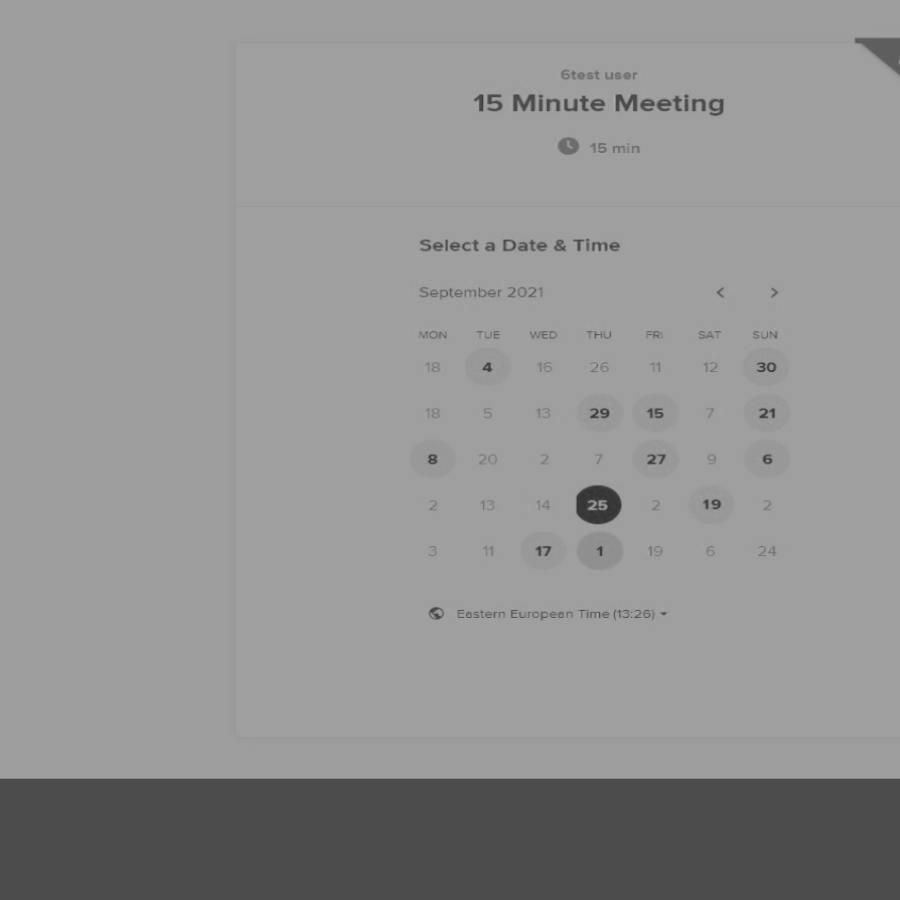 6test user
15 Minute Meeting
15 min
Select a Date & Time
September 2021
MON TUE WED THU FRI SAT SUN
18 4 16 26 11 12 30
18 5 13 29 15 7 21
8 20 2 7 27 9 6
2 13 14 25 2 19 2
3 11 17 1 19 6 24
Eastern European Time (13:26)